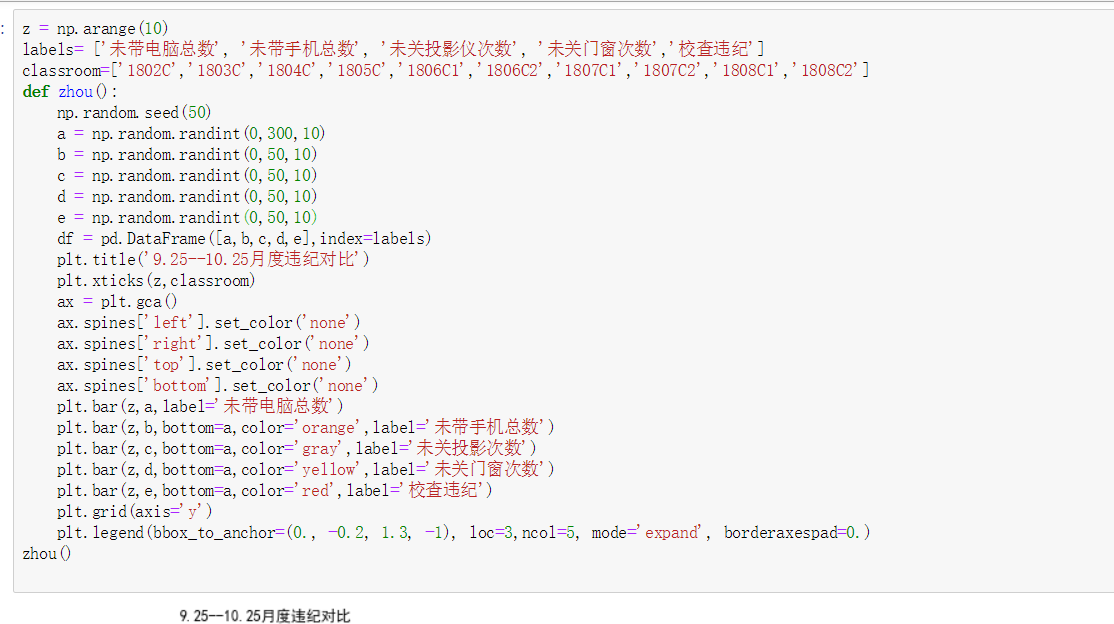 z = np.arange(10)
labels= ['未带电脑总数', '未带手机总数', '未关投影仪次数', '未关门窗次数','校查违纪']
classroom=['1802C','1803C','1804C','1805C','1806C1','1806C2','1807C1','1807C2','1808C1','1808C2']
def zhou():
    np.random.seed(50)
    a = np.random.randint(0,300,10)
    b = np.random.randint(0,50,10)
    c = np.random.randint(0,50,10)
    d = np.random.randint(0,50,10)
    e = np.random.randint(0,50,10)
    df = pd.DataFrame([a,b,c,d,e],index=labels)
    plt.title('9.25--10.25月度违纪对比')
    plt.xticks(z,classroom)
    ax = plt.gca()
    ax.spines['left'].set_color('none')
    ax.spines['right'].set_color('none')
    ax.spines['top'].set_color('none')
    ax.spines['bottom'].set_color('none')
    plt.bar(z,a,label='未带电脑总数')
    plt.bar(z,b,bottom=a,color='orange',label='未带手机总数')
    plt.bar(z,c,bottom=a,color='gray',label='未关投影次数')
    plt.bar(z,d,bottom=a,color='yellow',label='未关门窗次数')
    plt.bar(z,e,bottom=a,color='red',label='校查违纪')
    plt.grid(axis='y')
    plt.legend(bbox_to_anchor=(0., -0.2, 1.3, -1), loc=3,ncol=5, mode='expand', borderaxespad=0.)
zhou()
9.25--10.25月度违纪对比